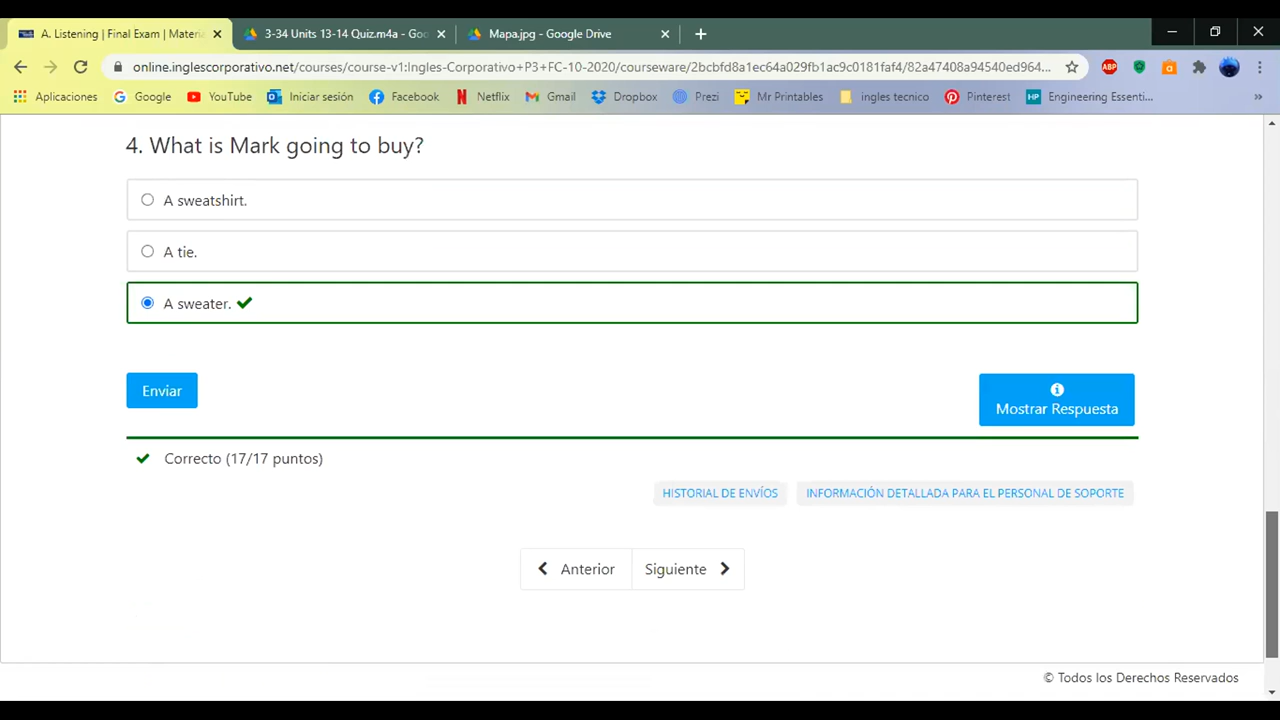 A. Listening | Final Exam | Materia
3-34 Units 13-14 Quiz.m4a - Goo
Mapa.jpg - Google Drive
online.inglescorporativo.net/courses/course-v1:Ingles-Corporativo+P3+FC-10-2020/courseware/2bcbfd8a1ec64a029fb1ac9c0181faf4/82a47408a94540ed964...
ABP
Aplicaciones
Google
YouTube
Iniciar sesión
Facebook
Netflix
Gmail
Dropbox
Prezi
Mr Printables
ingles tecnico
Pinterest
HP
Engineering Essenti...
»
4. What is Mark going to buy?
A sweatshirt.
A tie.
A sweater.
Enviar
Mostrar Respuesta
Correcto (17/17 puntos)
HISTORIAL DE ENVÍOS
INFORMACIÓN DETALLADA PARA EL PERSONAL DE SOPORTE
Anterior
Siguiente
© Todos los Derechos Reservados